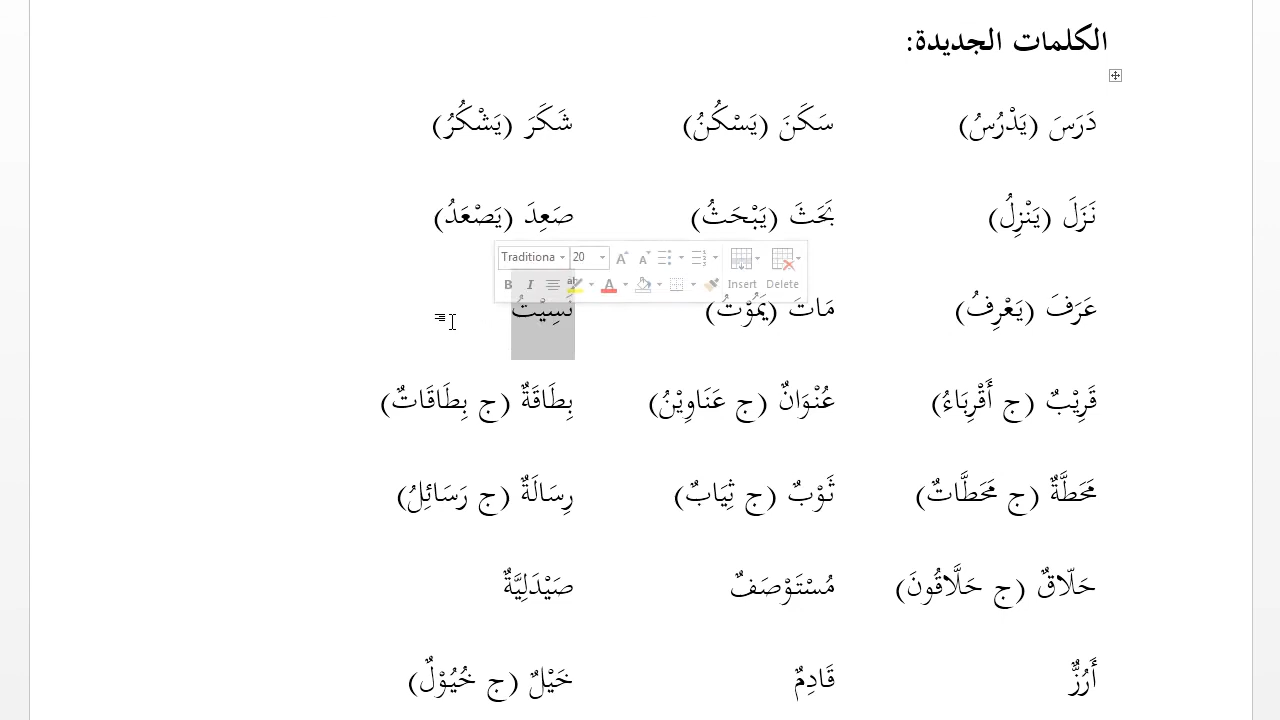 الكلمات الجديدة:
دَرَسَ (يَدْرُسُ) سَكَنَ (يَسْكُنُ) شَكَرَ (يَشْكُرُ)
نَزَلَ (يَنْزِلُ) بَحَثَ (يَبْحَثُ) صَعِدَ (يَصْعَدُ)
Traditiona 20
B I A Insert Delete
عَرَفَ (يَعْرِفُ) مَاتَ (يَمُوْتُ) نَسِيْتُ
قَرِيْبٌ (ج أَقْرِبَاءُ) عُنْوَانٌ (ج عَنَاوِيْنُ) بِطَاقَةٌ (ج بِطَاقَاتٌ)
مَحَطَّةٌ (ج مَحَطَّاتٌ) ثَوْبٌ (ج ثِيَابٌ) رِسَالَةٌ (ج رَسَائِلُ)
حَلّاقٌ (ج حَلَّاقُونَ) مُسْتَوْصَفٌ صَيْدَلِيَّةٌ
أَرُزٌّ قَادِمٌ خَيْلٌ (ج خُيُوْلٌ)